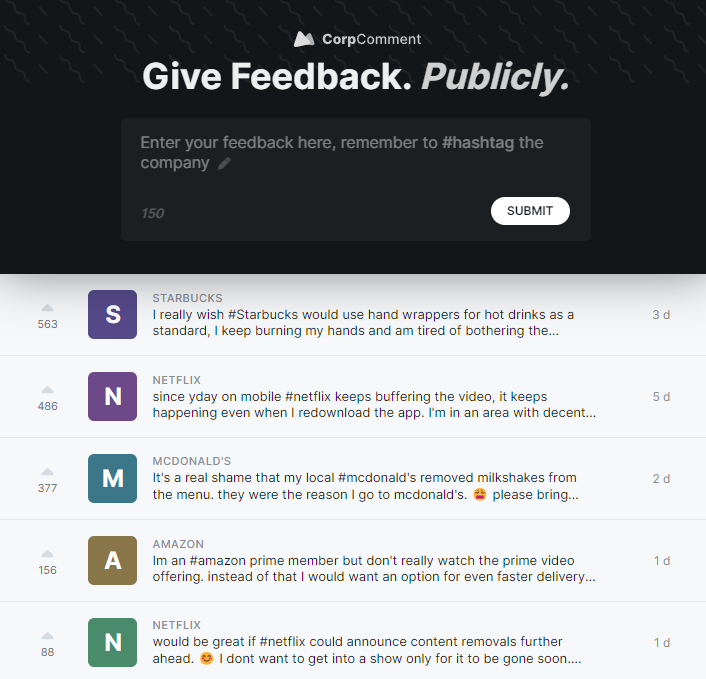 CorpComment
Give Feedback. Publicly.
Enter your feedback here, remember to #hashtag the
company
150
SUBMIT
563
S
STARBUCKS
I really wish #Starbucks would use hand wrappers for hot drinks as a
standard, I keep burning my hands and am tired of bothering the...
3 d
486
N
NETFLIX
since yday on mobile #netflix keeps buffering the video, it keeps
happening even when I redownload the app. I'm in an area with decent...
5 d
377
M
MCDONALD'S
It's a real shame that my local #mcdonald's removed milkshakes from
the menu. they were the reason I go to mcdonald's. 🤩 please bring...
2 d
156
A
AMAZON
Im an #amazon prime member but don't really watch the prime video
offering. instead of that I would want an option for even faster delivery...
1 d
88
N
NETFLIX
would be great if #netflix could announce content removals further
ahead. 😊 I dont want to get into a show only for it to be gone soon....
1 d